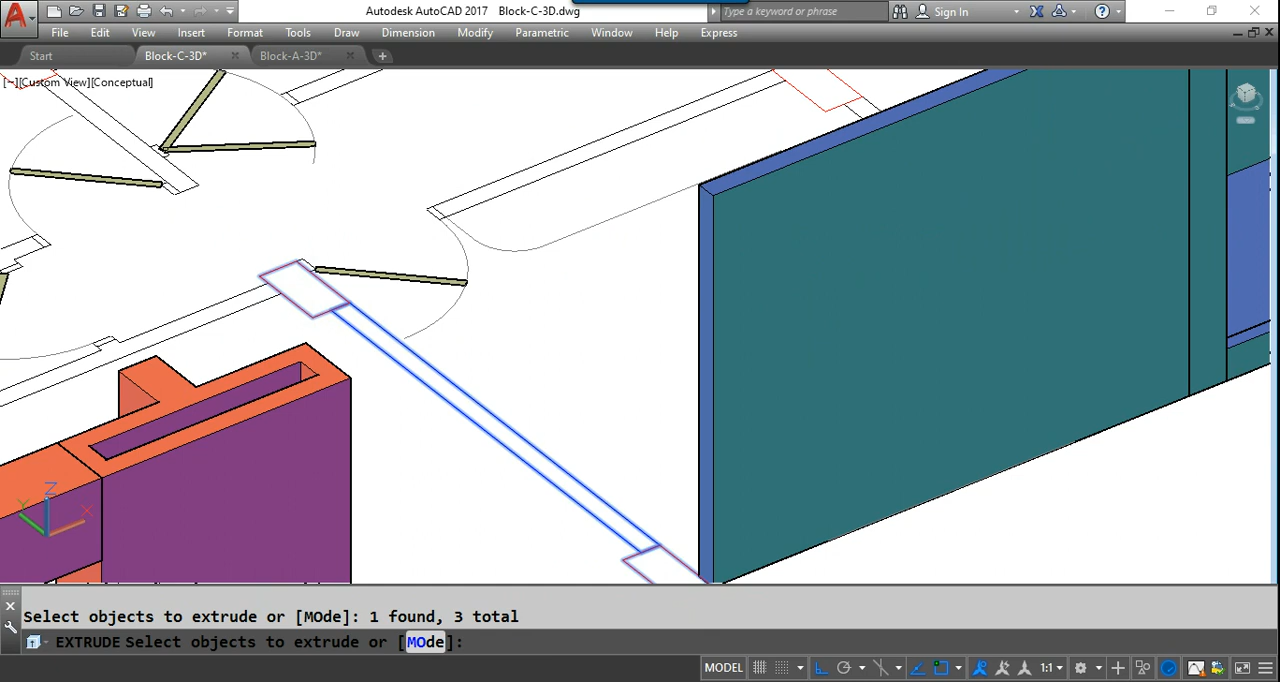 Autodesk AutoCAD 2017 Block-C-3D.dwg
Type a keyword or phrase
Sign In
File Edit View Insert Format Tools Draw Dimension Modify Parametric Window Help Express
Start Block-C-3D* Block-A-3D*
[−][Custom View][Conceptual]
Z
Y
X
Select objects to extrude or [MOde]: 1 found, 3 total
EXTRUDE Select objects to extrude or [MOde]:
MODEL 1:1